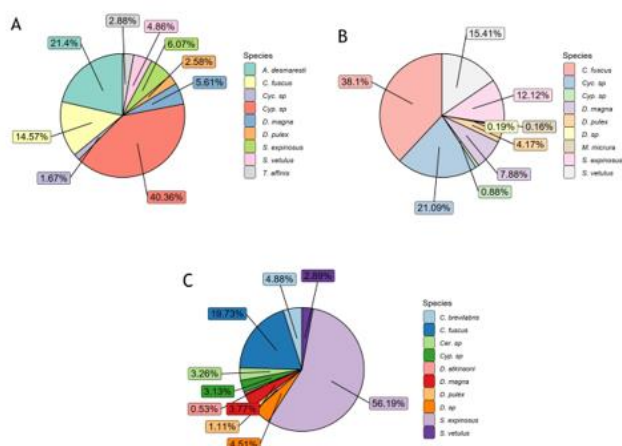 A
2.88%
4.86%
6.07%
2.58%
5.61%
21.4%
14.57%
1.67%
40.36%
Species
A. desmaresti
C. fuscus
Cyc. sp
Cyp. sp
D. magna
D. pulex
S. expinosus
S. vetulus
T. affinis
B
15.41%
38.1%
12.12%
0.19%
0.16%
4.17%
7.88%
0.88%
21.09%
Species
C. fuscus
Cyc. sp
Cyp. sp
D. magna
D. pulex
D. sp
M. micrura
S. expinosus
S. vetulus
C
4.88%
2.89%
19.73%
3.26%
3.13%
0.53%
3.77%
1.11%
4.51%
56.19%
Species
C. brevilabris
C. fuscus
Cer. sp
Cyp. sp
D. atkinsoni
D. magna
D. pulex
D. sp
S. expinosus
S. vetulus